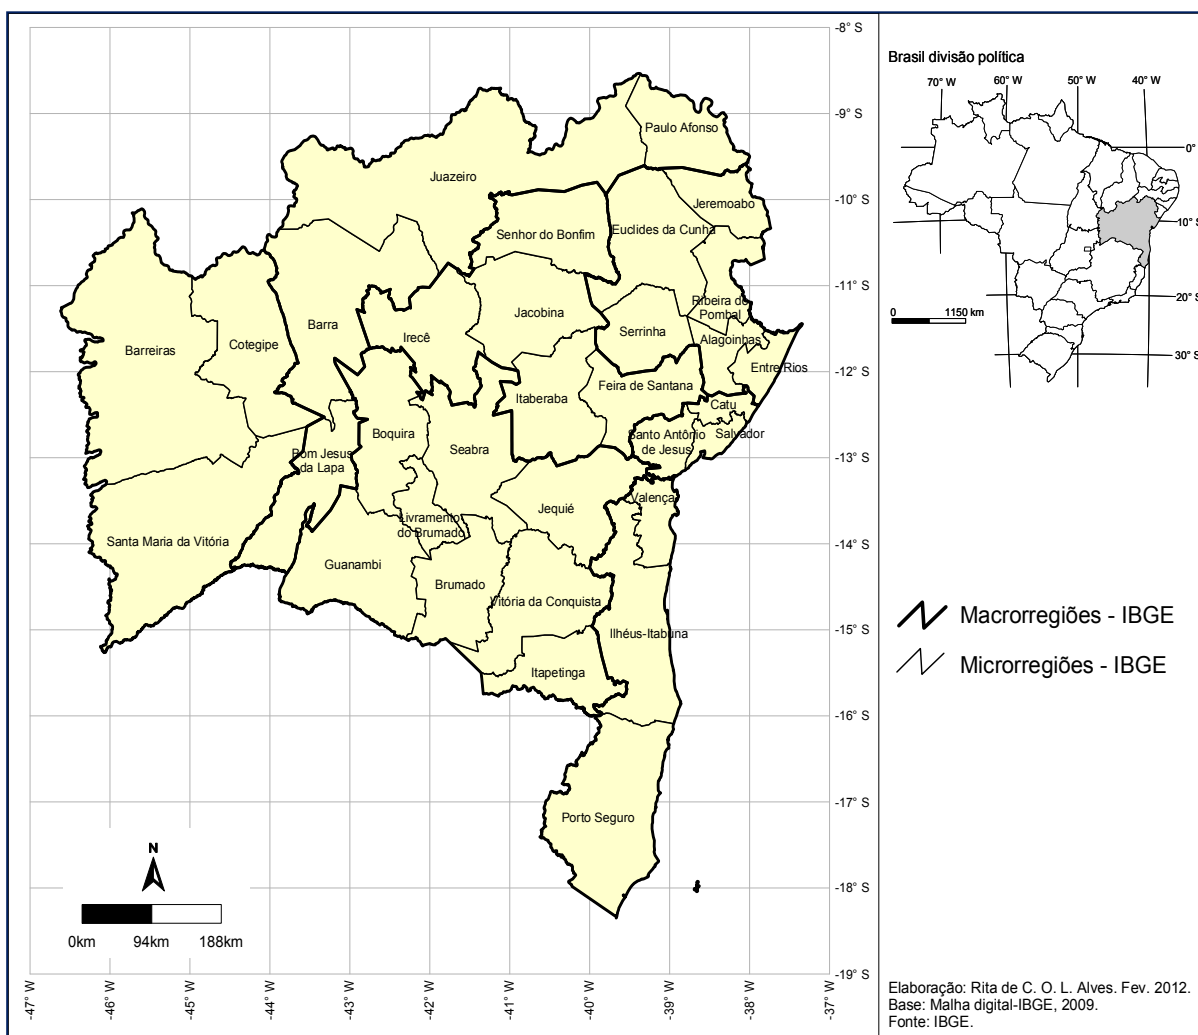 -8° S
-9° S
-10° S
-11° S
-12° S
-13° S
-14° S
-15° S
-16° S
-17° S
-18° S
-19° S
Paulo Afonso
Juazeiro
Jeremoabo
Senhor do Bonfim
Euclides da Cunha
Ribeira do
Pombal
Jacobina
Barra
Irecê
Serrinha
Alagoinhas
Barreiras
Cotegipe
Entre Rios
Feira de Santana
Itaberaba
Catu
Boquira
Santo Antônio
de Jesus
Salvador
Seabra
Bom Jesus
da Lapa
Valença
Jequié
Livramento
do Brumado
Santa Maria da Vitória
Guanambi
Brumado
Vitória da Conquista
Ilhéus-Itabuna
Itapetinga
Porto Seguro
N
0km 94km 188km
-47° W
-46° W
-45° W
-44° W
-43° W
-42° W
-41° W
-40° W
-39° W
-38° W
-37° W
Brasil divisão política
70° W 60° W 50° W 40° W
0°
10° S
20° S
30° S
0 1150 km
Macrorregiões - IBGE
Microrregiões - IBGE
Elaboração: Rita de C. O. L. Alves. Fev. 2012.
Base: Malha digital-IBGE, 2009.
Fonte: IBGE.